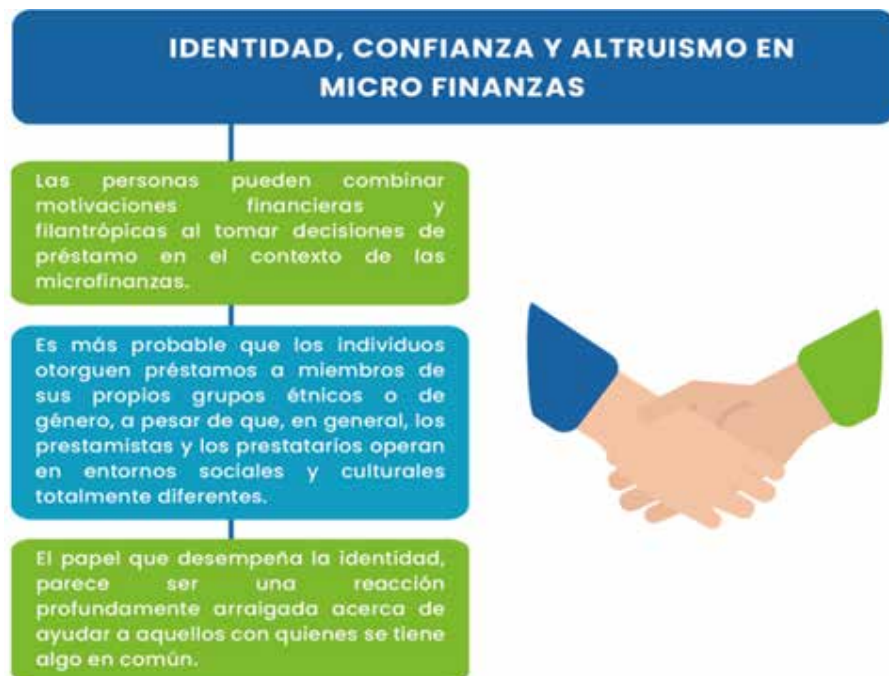 IDENTIDAD, CONFIANZA Y ALTRUISMO EN
MICRO FINANZAS
Las personas pueden combinar
motivaciones financieras y
filantrópicas al tomar decisiones de
préstamo en el contexto de las
microfinanzas.
Es más probable que los individuos
otorguen préstamos a miembros de
sus propios grupos étnicos o de
género, a pesar de que, en general, los
prestamistas y los prestatarios operan
en entornos sociales y culturales
totalmente diferentes.
El papel que desempeña la identidad,
parece ser una reacción
profundamente arraigada acerca de
ayudar a aquellos con quienes se tiene
algo en común.